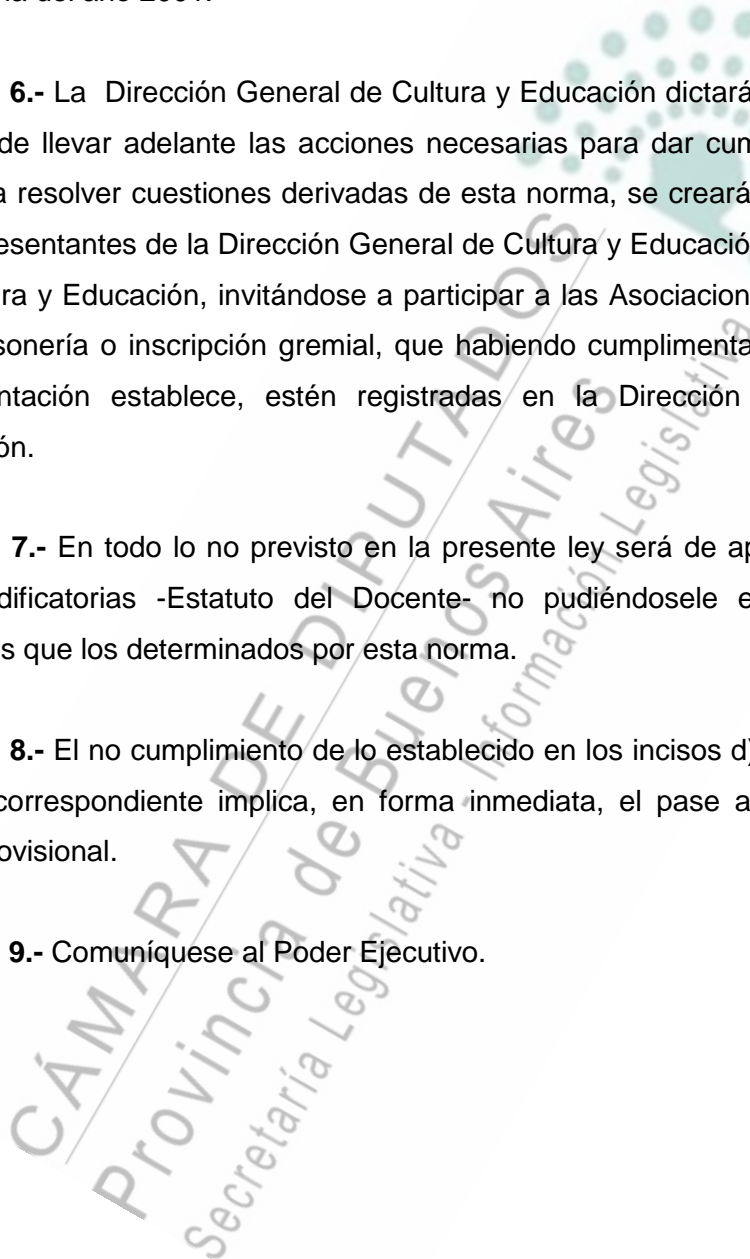 6.- La Dirección General de Cultura y Educación dictará
de llevar adelante las acciones necesarias para dar cum
a resolver cuestiones derivadas de esta norma, se creará
esentantes de la Dirección General de Cultura y Educació
ra y Educación, invitándose a participar a las Asociacion
sonería o inscripción gremial, que habiendo cumplimenta
ntación establece, estén registradas en la Dirección
ón.
7.- En todo lo no previsto en la presente ley será de ap
dificatorias -Estatuto del Docente- no pudiéndosele e
s que los determinados por esta norma.
8.- El no cumplimiento de lo establecido en los incisos d)
correspondiente implica, en forma inmediata, el pase a
ovisional.
9.- Comuníquese al Poder Ejecutivo.
CÁMARA DE DIPUTADOS
Provincia de Buenos Aires
Secretaría Legislativa - Información Legislativa